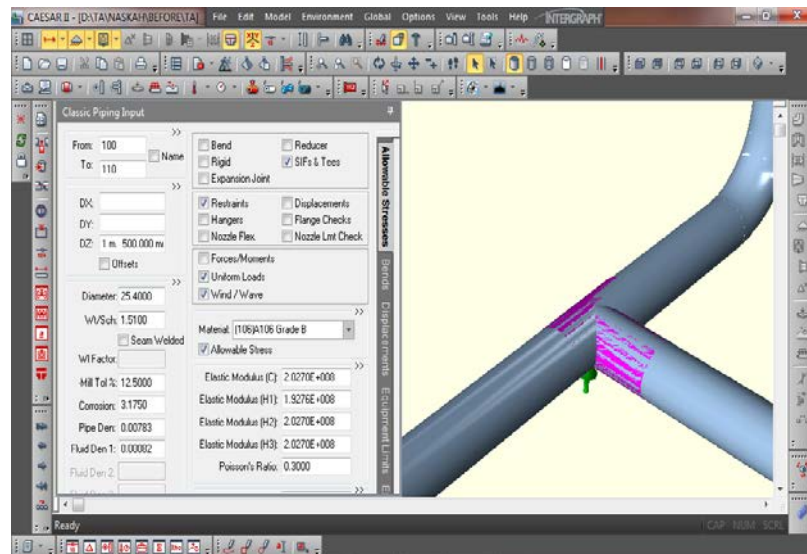 CAESAR II - [D:\TA\NASKAH\BEFORE\TA]
File Edit Model Environment Global Options View Tools Help
INTERGRAPH
Classic Piping Input
>>
From: 100
To: 110
Name
>>
DX:
DY:
DZ: 1 m. 500.000 m
Offsets
>>
Diameter: 25.4000
Wt/Sch: 1.5100
Seam Welded
WI Factor:
-Mill Tol %: 12.5000
Corrosion: 3.1750
Pipe Den: 0.00783
Fluid Den 1: 0.00082
Fluid Den 2:
Bend
Reducer
Rigid
SIFs & Tees
Expansion Joint
Restraints
Displacements
Hangers
Flange Checks
Nozzle Flex.
Nozzle Lmt Check
Forces/Moments
Uniform Loads
Wind / Wave
>>
Material: (106)A106 Grade B
Allowable Stress
>>
Elastic Modulus (C): 2.0270E+008
Elastic Modulus (H1): 1.9276E+008
Elastic Modulus (H2): 2.0270E+008
Elastic Modulus (H3): 2.0270E+008
Poisson's Ratio: 0.3000
>>
Allowable Stresses
Bends
Displacements
Equipment Limits
Ready
CAP NUM SCRL